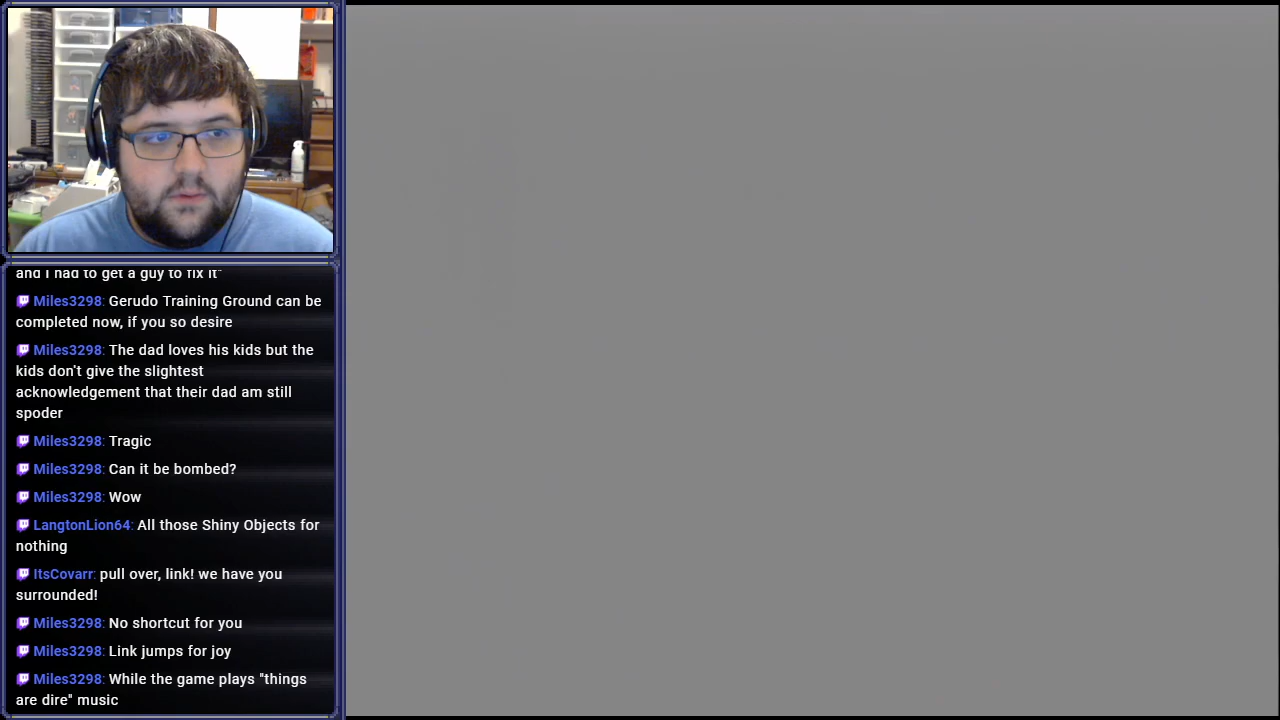 and I had to get a guy to fix it"
Miles3298: Gerudo Training Ground can be
completed now, if you so desire
Miles3298: The dad loves his kids but the
kids don't give the slightest
acknowledgement that their dad am still
spoder
Miles3298: Tragic
Miles3298: Can it be bombed?
Miles3298: Wow
LangtonLion64: All those Shiny Objects for
nothing
ItsCovarr: pull over, link! we have you
surrounded!
Miles3298: No shortcut for you
Miles3298: Link jumps for joy
Miles3298: While the game plays "things
are dire" music